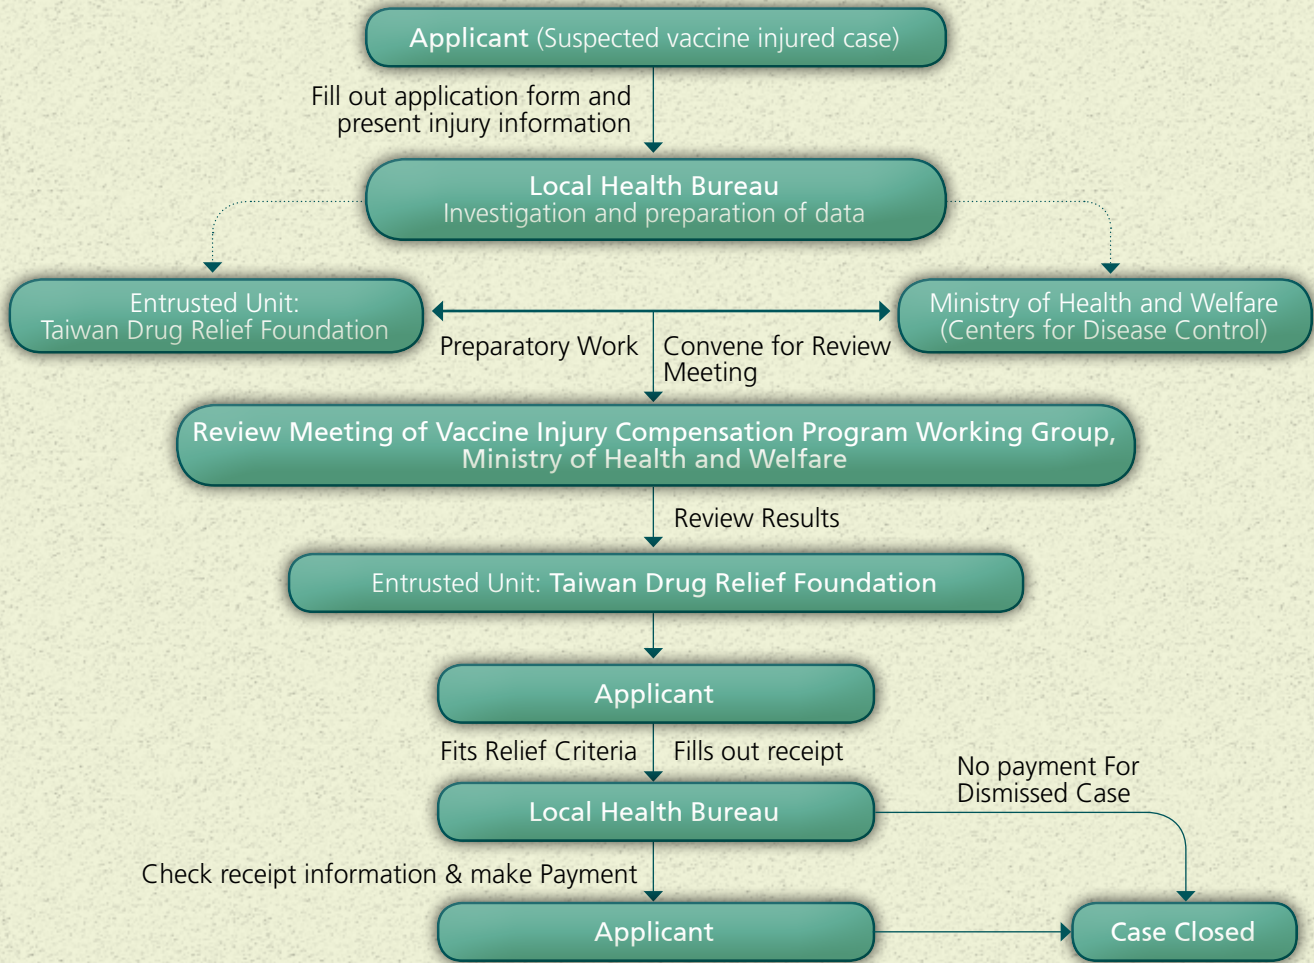 Applicant (Suspected vaccine injured case)
Fill out application form and
present injury information
Local Health Bureau
Investigation and preparation of data
Entrusted Unit:
Taiwan Drug Relief Foundation
Ministry of Health and Welfare
(Centers for Disease Control)
Preparatory Work
Convene for Review
Meeting
Review Meeting of Vaccine Injury Compensation Program Working Group,
Ministry of Health and Welfare
Review Results
Entrusted Unit: Taiwan Drug Relief Foundation
Applicant
Fits Relief Criteria
Fills out receipt
No payment For
Dismissed Case
Local Health Bureau
Check receipt information & make Payment
Applicant
Case Closed